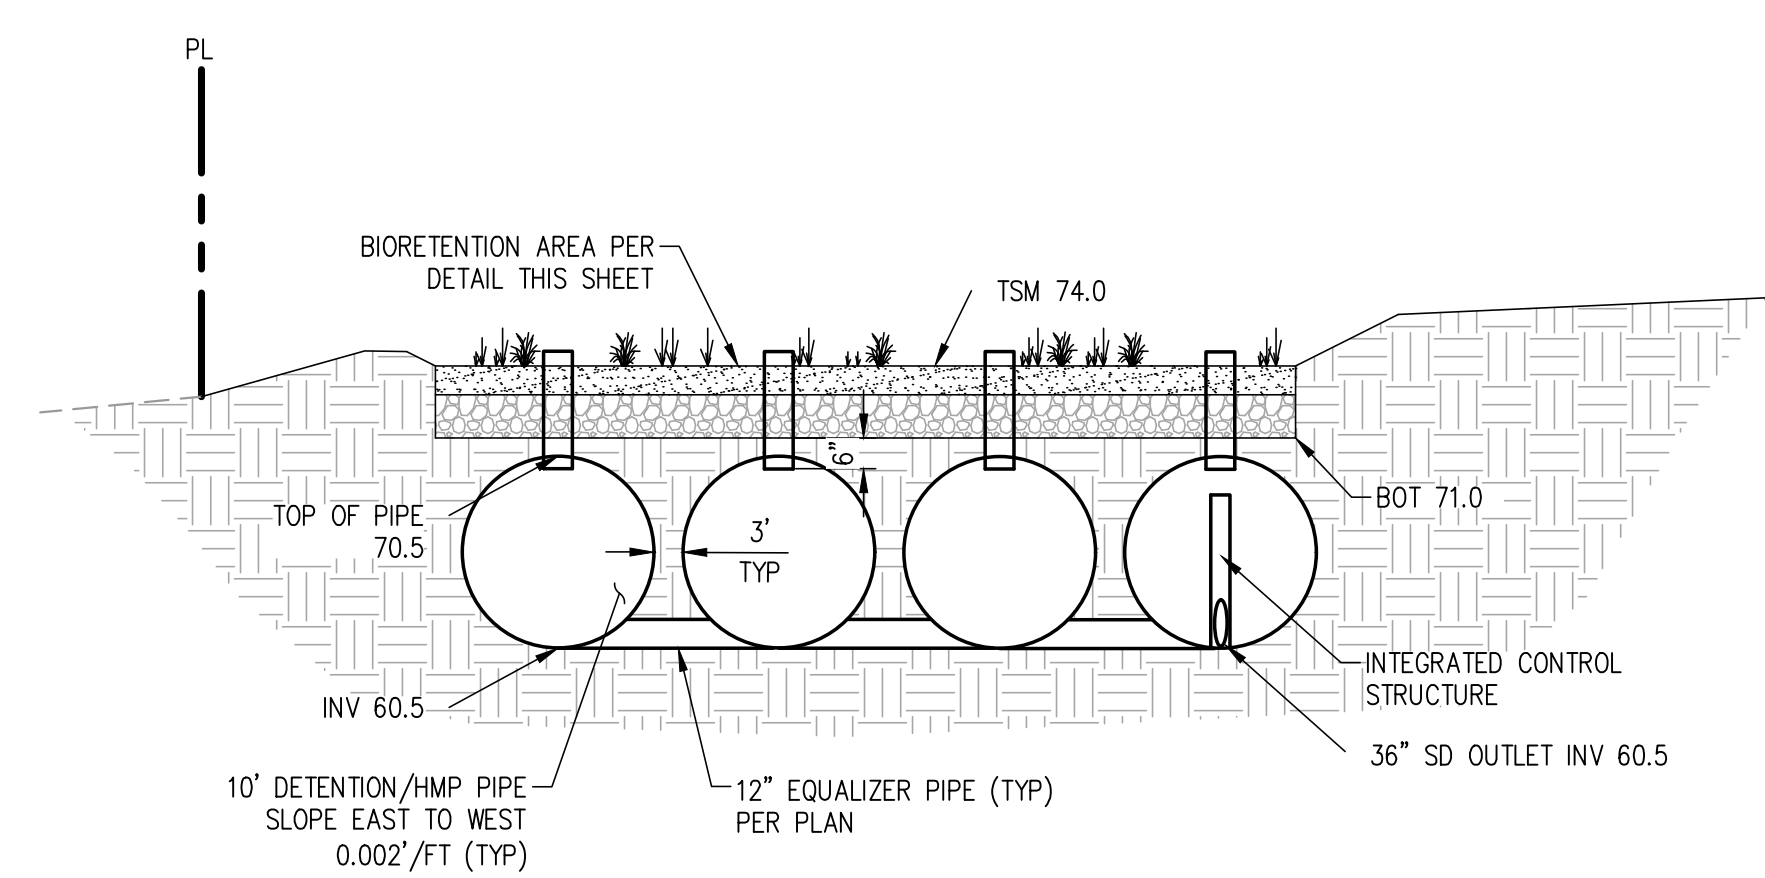 PL
BIORETENTION AREA PER
DETAIL THIS SHEET
TSM 74.0
6"
BOT 71.0
TOP OF PIPE
70.5
3'
TYP
INTEGRATED CONTROL
STRUCTURE
INV 60.5
36" SD OUTLET INV 60.5
10' DETENTION/HMP PIPE
SLOPE EAST TO WEST
0.002'/FT (TYP)
12" EQUALIZER PIPE (TYP)
PER PLAN